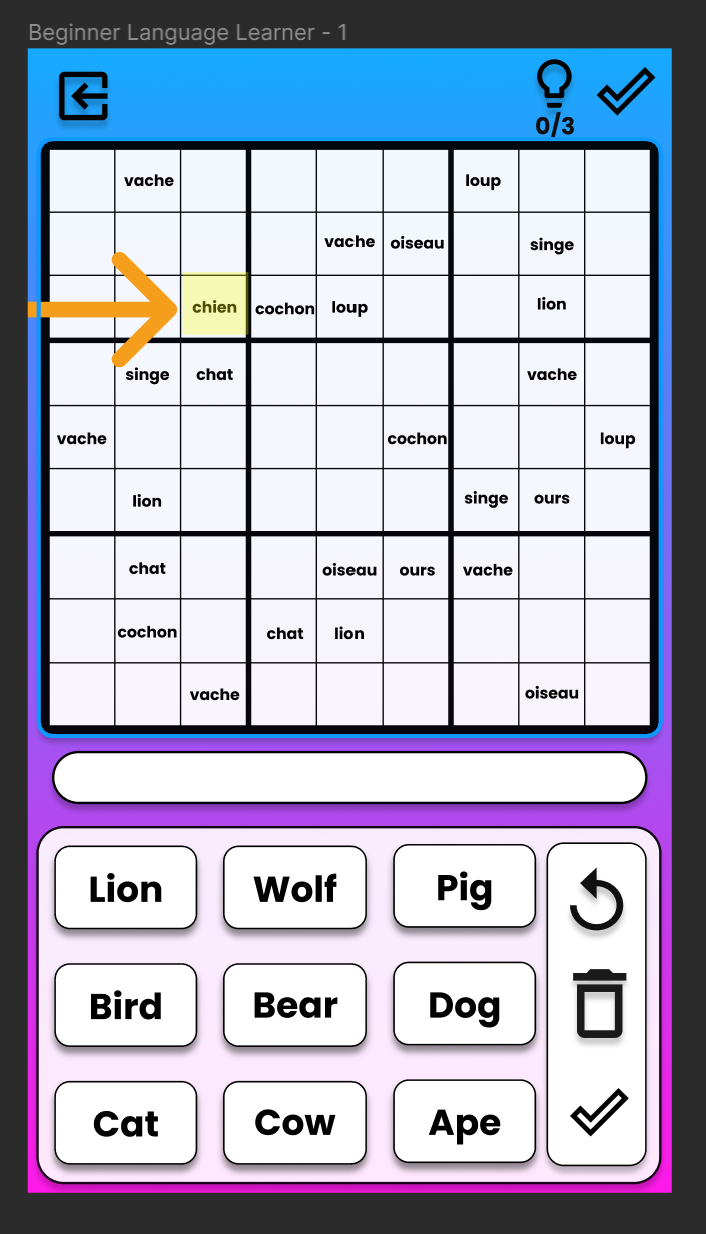 Beginner Language Learner - 1
0/3
vache loup
vache oiseau singe
chien cochon loup lion
singe chat vache
vache cochon loup
lion singe ours
chat oiseau ours vache
cochon chat lion
vache oiseau
Lion Wolf Pig
Bird Bear Dog
Cat Cow Ape